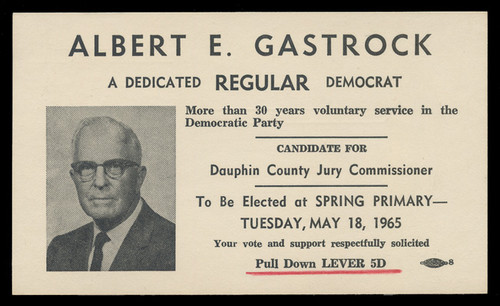 ALBERT E. GASTROCK
A DEDICATED REGULAR DEMOCRAT
More than 30 years voluntary service in the
Democratic Party
CANDIDATE FOR
Dauphin County Jury Commissioner
To Be Elected at SPRING PRIMARY—
TUESDAY, MAY 18, 1965
Your vote and support respectfully solicited
Pull Down LEVER 5D
8